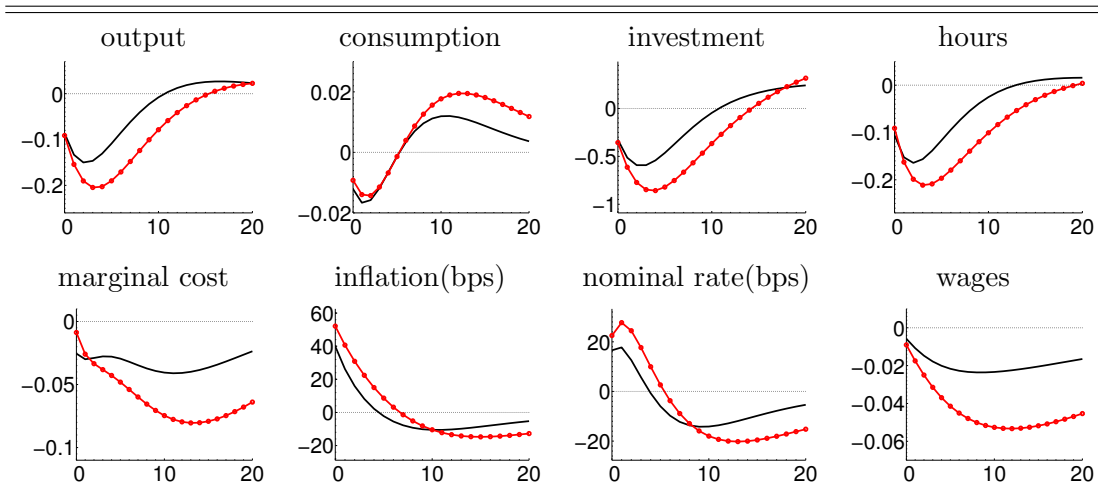 output consumption investment hours
0 0.02 0 0
−0.1 0 −0.5 −0.1
−0.2 −0.02 −1 −0.2
0 10 20 0 10 20 0 10 20 0 10 20
marginal cost inflation(bps) nominal rate(bps) wages
0 60 20 0
−0.05 40 0 −0.02
−0.1 20 −20 −0.04
0 −0.06
−20
0 10 20 0 10 20 0 10 20 0 10 20